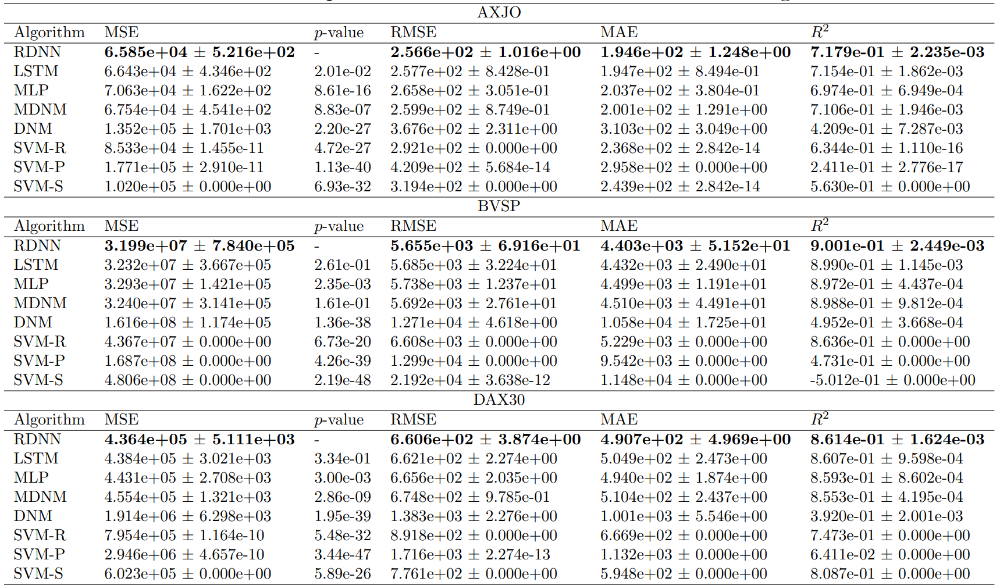 AXJO
Algorithm MSE p-value RMSE MAE R²
RDNN 6.585e+04 ± 5.216e+02 - 2.566e+02 ± 1.016e+00 1.946e+02 ± 1.248e+00 7.179e-01 ± 2.235e-03
LSTM 6.643e+04 ± 4.346e+02 2.01e-02 2.577e+02 ± 8.428e-01 1.947e+02 ± 8.494e-01 7.154e-01 ± 1.862e-03
MLP 7.063e+04 ± 1.622e+02 8.61e-16 2.658e+02 ± 3.051e-01 2.037e+02 ± 3.804e-01 6.974e-01 ± 6.949e-04
MDNM 6.754e+04 ± 4.541e+02 8.83e-07 2.599e+02 ± 8.749e-01 2.001e+02 ± 1.291e+00 7.106e-01 ± 1.946e-03
DNM 1.352e+05 ± 1.701e+03 2.20e-27 3.676e+02 ± 2.311e+00 3.103e+02 ± 3.049e+00 4.209e-01 ± 7.287e-03
SVM-R 8.533e+04 ± 1.455e-11 4.72e-27 2.921e+02 ± 0.000e+00 2.368e+02 ± 2.842e-14 6.344e-01 ± 1.110e-16
SVM-P 1.771e+05 ± 2.910e-11 1.13e-40 4.209e+02 ± 5.684e-14 2.958e+02 ± 0.000e+00 2.411e-01 ± 2.776e-17
SVM-S 1.020e+05 ± 0.000e+00 6.93e-32 3.194e+02 ± 0.000e+00 2.439e+02 ± 2.842e-14 5.630e-01 ± 0.000e+00
BVSP
Algorithm MSE p-value RMSE MAE R²
RDNN 3.199e+07 ± 7.840e+05 - 5.655e+03 ± 6.916e+01 4.403e+03 ± 5.152e+01 9.001e-01 ± 2.449e-03
LSTM 3.232e+07 ± 3.667e+05 2.61e-01 5.685e+03 ± 3.224e+01 4.432e+03 ± 2.490e+01 8.990e-01 ± 1.145e-03
MLP 3.293e+07 ± 1.421e+05 2.35e-03 5.738e+03 ± 1.237e+01 4.499e+03 ± 1.191e+01 8.972e-01 ± 4.437e-04
MDNM 3.240e+07 ± 3.141e+05 1.61e-01 5.692e+03 ± 2.761e+01 4.510e+03 ± 4.491e+01 8.988e-01 ± 9.812e-04
DNM 1.616e+08 ± 1.174e+05 1.36e-38 1.271e+04 ± 4.618e+00 1.058e+04 ± 1.725e+01 4.952e-01 ± 3.668e-04
SVM-R 4.367e+07 ± 0.000e+00 6.73e-20 6.608e+03 ± 0.000e+00 5.229e+03 ± 0.000e+00 8.636e-01 ± 0.000e+00
SVM-P 1.687e+08 ± 0.000e+00 4.26e-39 1.299e+04 ± 0.000e+00 9.542e+03 ± 0.000e+00 4.731e-01 ± 0.000e+00
SVM-S 4.806e+08 ± 0.000e+00 2.19e-48 2.192e+04 ± 3.638e-12 1.148e+04 ± 0.000e+00 -5.012e-01 ± 0.000e+00
DAX30
Algorithm MSE p-value RMSE MAE R²
RDNN 4.364e+05 ± 5.111e+03 - 6.606e+02 ± 3.874e+00 4.907e+02 ± 4.969e+00 8.614e-01 ± 1.624e-03
LSTM 4.384e+05 ± 3.021e+03 3.34e-01 6.621e+02 ± 2.274e+00 5.049e+02 ± 2.473e+00 8.607e-01 ± 9.598e-04
MLP 4.431e+05 ± 2.708e+03 3.00e-03 6.656e+02 ± 2.035e+00 4.940e+02 ± 1.874e+00 8.593e-01 ± 8.602e-04
MDNM 4.554e+05 ± 1.321e+03 2.86e-09 6.748e+02 ± 9.785e-01 5.104e+02 ± 2.437e+00 8.553e-01 ± 4.195e-04
DNM 1.914e+06 ± 6.298e+03 1.95e-39 1.383e+03 ± 2.276e+00 1.001e+03 ± 5.546e+00 3.920e-01 ± 2.001e-03
SVM-R 7.954e+05 ± 1.164e-10 5.48e-32 8.918e+02 ± 0.000e+00 6.669e+02 ± 0.000e+00 7.473e-01 ± 0.000e+00
SVM-P 2.946e+06 ± 4.657e-10 3.44e-47 1.716e+03 ± 2.274e-13 1.132e+03 ± 0.000e+00 6.411e-02 ± 0.000e+00
SVM-S 6.023e+05 ± 0.000e+00 5.89e-26 7.761e+02 ± 0.000e+00 5.948e+02 ± 0.000e+00 8.087e-01 ± 0.000e+00